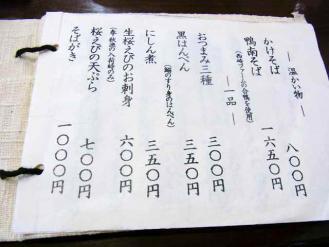 ― 温かい物 ―
かけそば 八〇〇円
鴨南そば 一六五〇円
― 一品 ―
おつまみ三種 三〇〇円
黒はんぺん 三五〇円
にしん煮 三五〇円
生桜えびのお刺身 六〇〇円
桜えびの天ぷら 七〇〇円
そばがき 一〇〇〇円